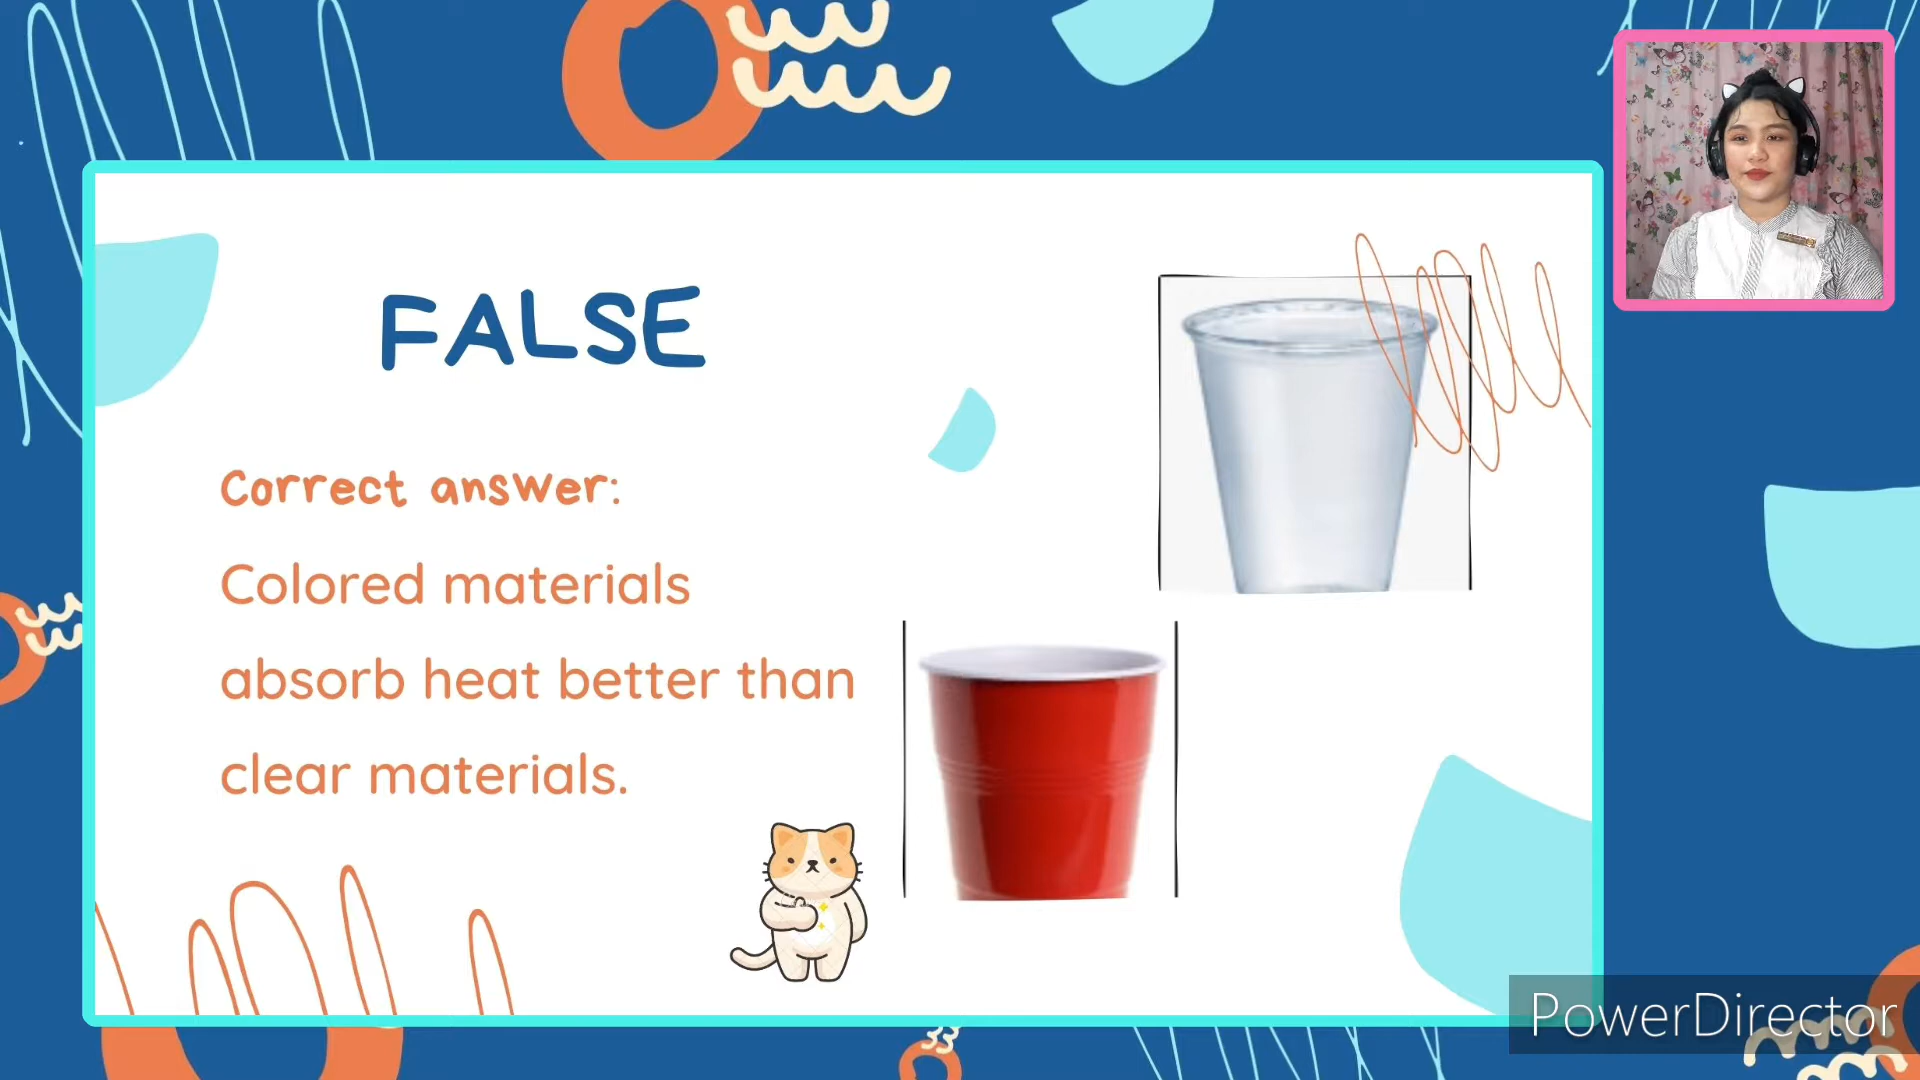 FALSE
Correct answer:
Colored materials
absorb heat better than
clear materials.
PowerDirector